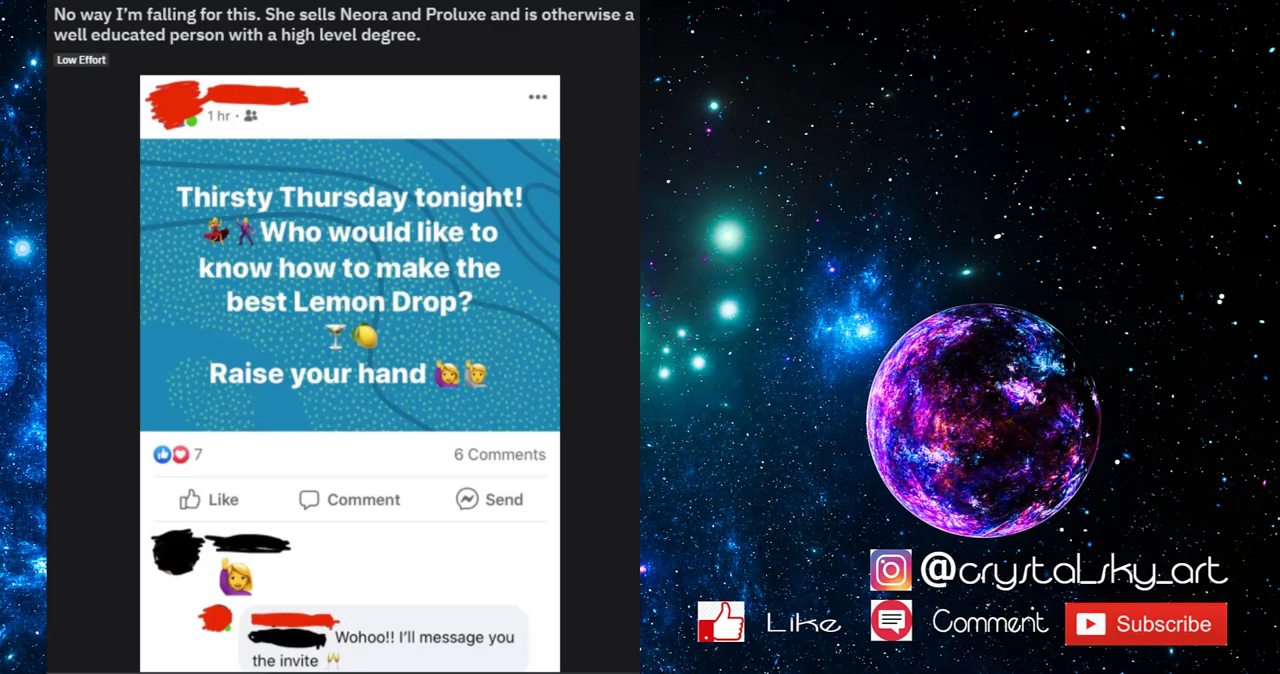 No way I'm falling for this. She sells Neora and Proluxe and is otherwise a
well educated person with a high level degree.
Low Effort
1 hr ·
Thirsty Thursday tonight!
💃🕺Who would like to
know how to make the
best Lemon Drop?
🍸🍋
Raise your hand 🙋‍♀️🙋
7
6 Comments
Like
Comment
Send
🙋‍♀️
Wohoo!! I'll message you
the invite 🥂
@crystal_sky_art
Like
Comment
Subscribe